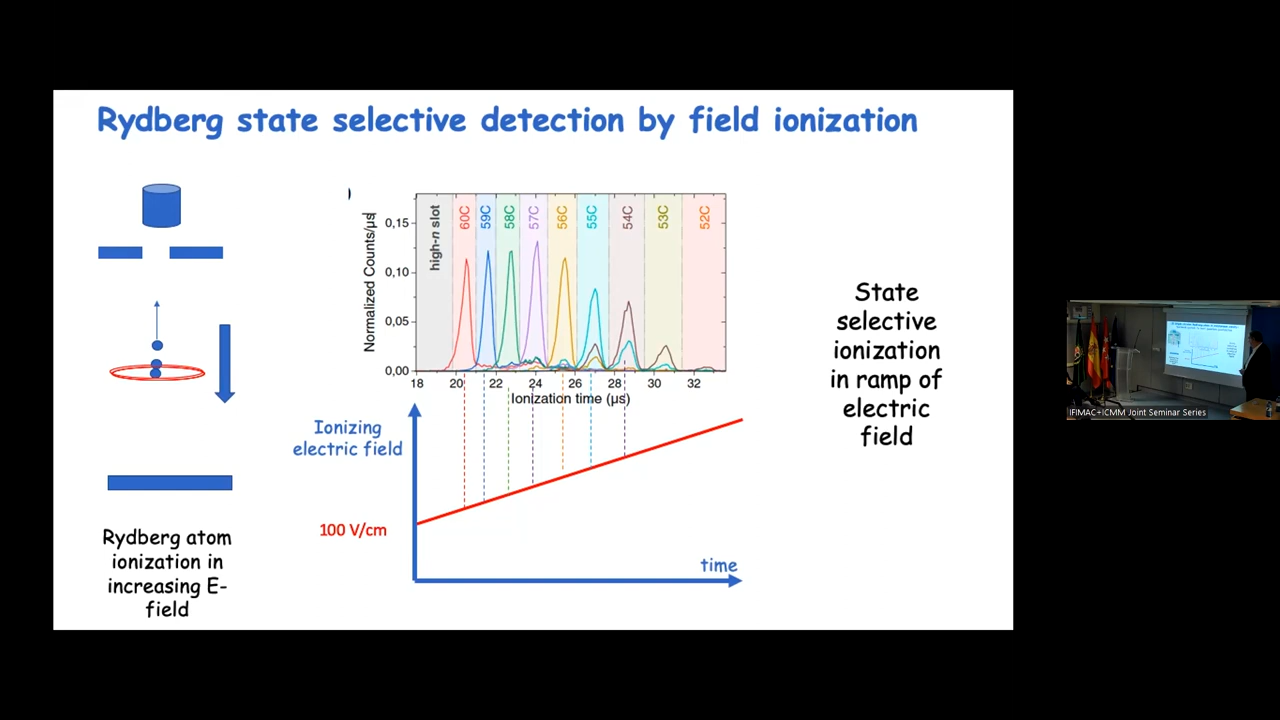 Rydberg state selective detection by field ionization
)
Normalized Counts/µs
0,15
0,10
0,05
0,00
high-n slot
60C
59C
58C
57C
56C
55C
54C
53C
52C
18 20 22 24 26 28 30 32
Ionization time (µs)
Ionizing
electric field
100 V/cm
time
Rydberg atom
ionization in
increasing E-
field
State
selective
ionization
in ramp of
electric
field
IFIMAC+ICMM Joint Seminar Series